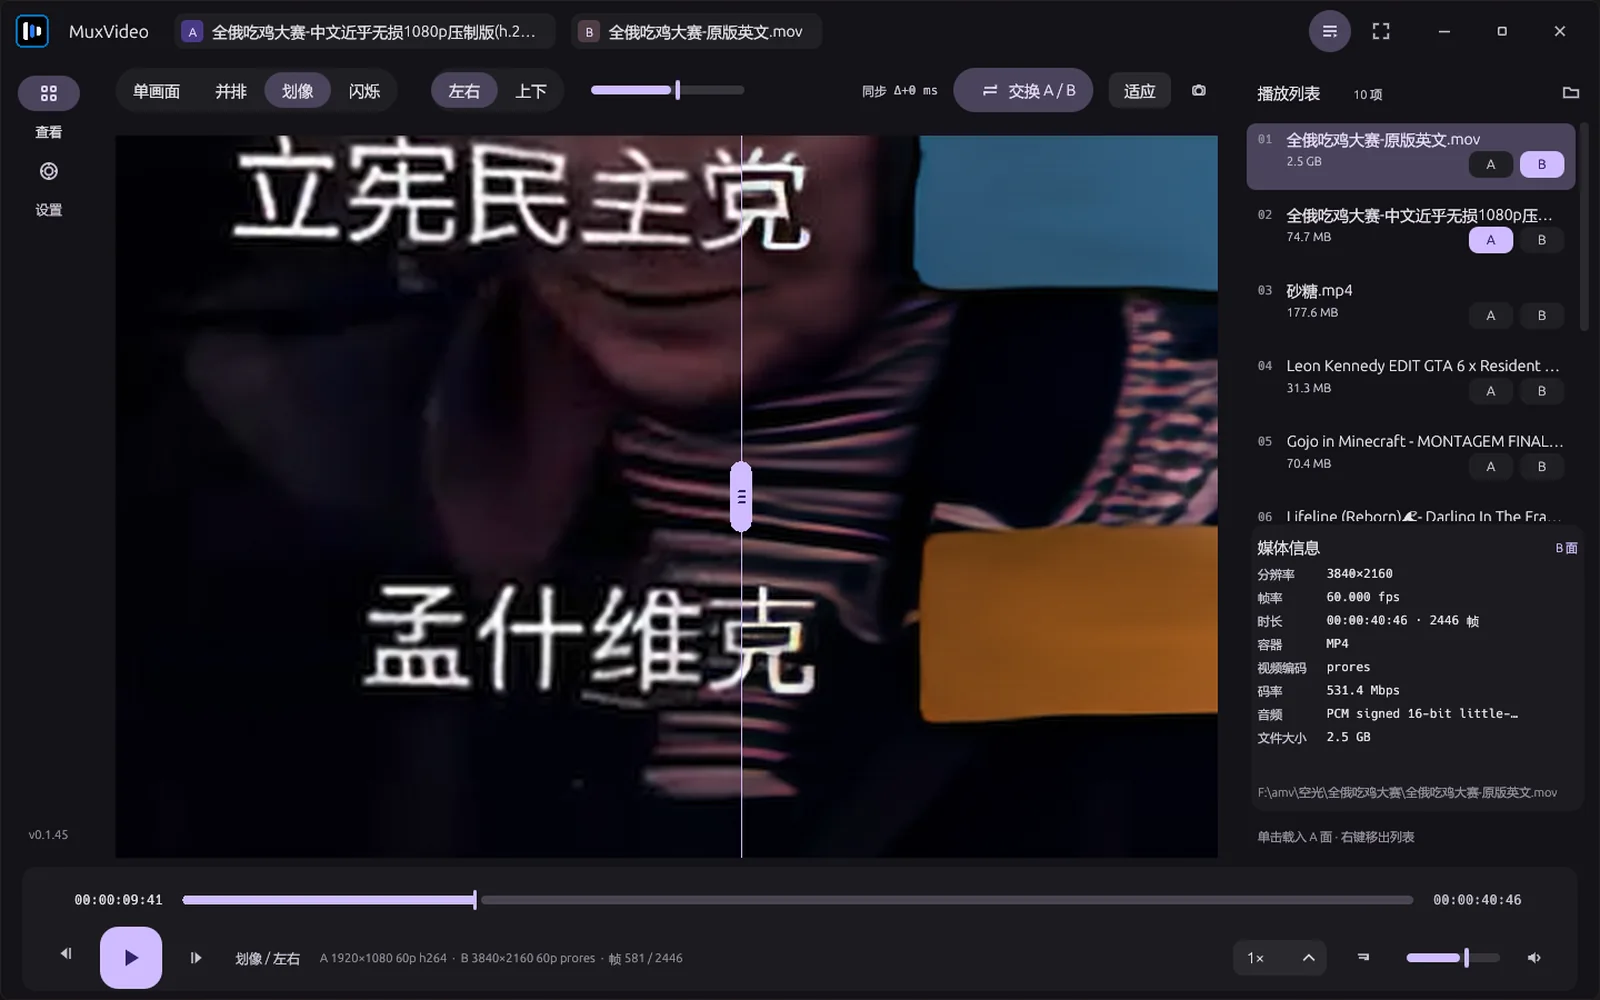 MuxVideo
A 全俄吃鸡大赛-中文近乎无损1080p压制版(h.2...
B 全俄吃鸡大赛-原版英文.mov
查看
设置
v0.1.45
单画面 并排 划像 闪烁
左右 上下
同步 Δ+0 ms
交换 A / B
适应
立宪民主党
孟什维克
播放列表 10 项
01 全俄吃鸡大赛-原版英文.mov
2.5 GB A B
02 全俄吃鸡大赛-中文近乎无损1080p压...
74.7 MB A B
03 砂糖.mp4
177.6 MB A B
04 Leon Kennedy EDIT GTA 6 x Resident ...
31.3 MB A B
05 Gojo in Minecraft - MONTAGEM FINAL...
70.4 MB A B
06 Lifeline (Reborn) - Darling In The Fra...
媒体信息 B 面
分辨率 3840×2160
帧率 60.000 fps
时长 00:00:40:46 · 2446 帧
容器 MP4
视频编码 prores
码率 531.4 Mbps
音频 PCM signed 16-bit little-…
文件大小 2.5 GB
F:\amv\空光\全俄吃鸡大赛\全俄吃鸡大赛-原版英文.mov
单击载入 A 面 · 右键移出列表
00:00:09:41 00:00:40:46
划像 / 左右 A 1920×1080 60p h264 · B 3840×2160 60p prores · 帧 581 / 2446
1×